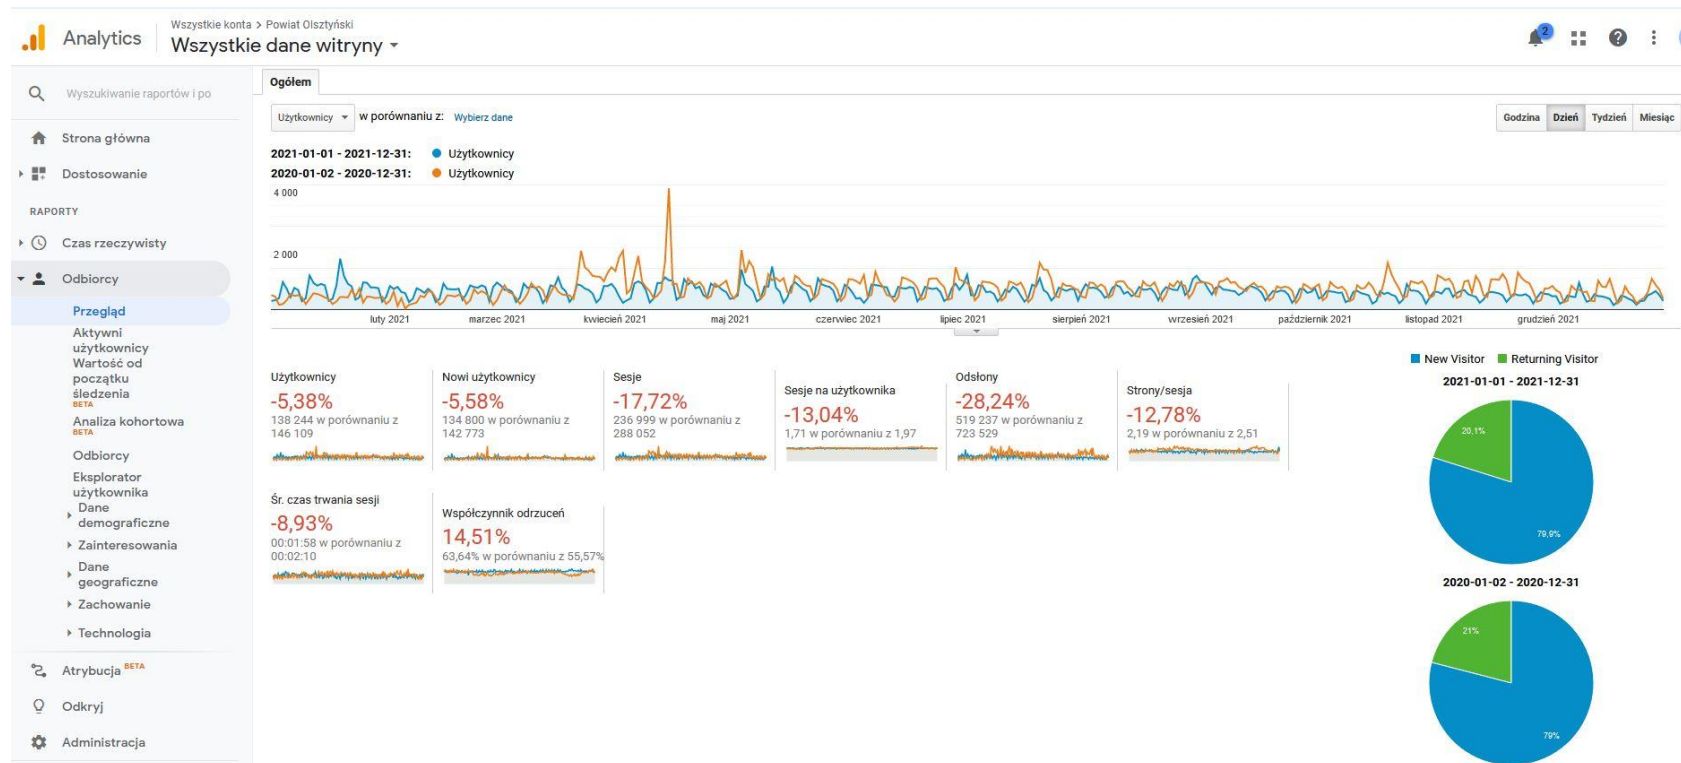 Analytics
Wszystkie konta > Powiat Olsztyński
Wszystkie dane witryny
2
Wyszukiwanie raportów i po
Strona główna
Dostosowanie
RAPORTY
Czas rzeczywisty
Odbiorcy
Przegląd
Aktywni
użytkownicy
Wartość od
początku
śledzenia
BETA
Analiza kohortowa
BETA
Odbiorcy
Eksplorator
użytkownika
Dane
demograficzne
Zainteresowania
Dane
geograficzne
Zachowanie
Technologia
Atrybucja BETA
Odkryj
Administracja
Ogółem
Użytkownicy w porównaniu z: Wybierz dane
Godzina Dzień Tydzień Miesiąc
2021-01-01 - 2021-12-31: Użytkownicy
2020-01-02 - 2020-12-31: Użytkownicy
4 000
2 000
luty 2021 marzec 2021 kwiecień 2021 maj 2021 czerwiec 2021 lipiec 2021 sierpień 2021 wrzesień 2021 październik 2021 listopad 2021 grudzień 2021
Użytkownicy
-5,38%
138 244 w porównaniu z
146 109
Nowi użytkownicy
-5,58%
134 800 w porównaniu z
142 773
Sesje
-17,72%
236 999 w porównaniu z
288 052
Sesje na użytkownika
-13,04%
1,71 w porównaniu z 1,97
Odsłony
-28,24%
519 237 w porównaniu z
723 529
Strony/sesja
-12,78%
2,19 w porównaniu z 2,51
Śr. czas trwania sesji
-8,93%
00:01:58 w porównaniu z
00:02:10
Współczynnik odrzuceń
14,51%
63,64% w porównaniu z 55,57%
New Visitor Returning Visitor
2021-01-01 - 2021-12-31
20,1%
79,9%
2020-01-02 - 2020-12-31
21%
79%